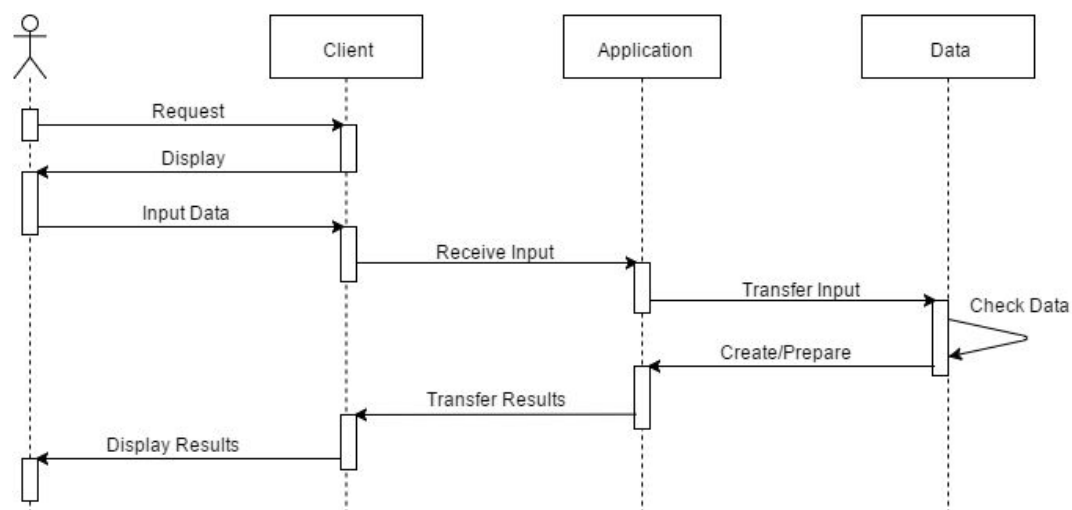 Client
Application
Data
Request
Display
Input Data
Receive Input
Transfer Input
Check Data
Create/Prepare
Transfer Results
Display Results